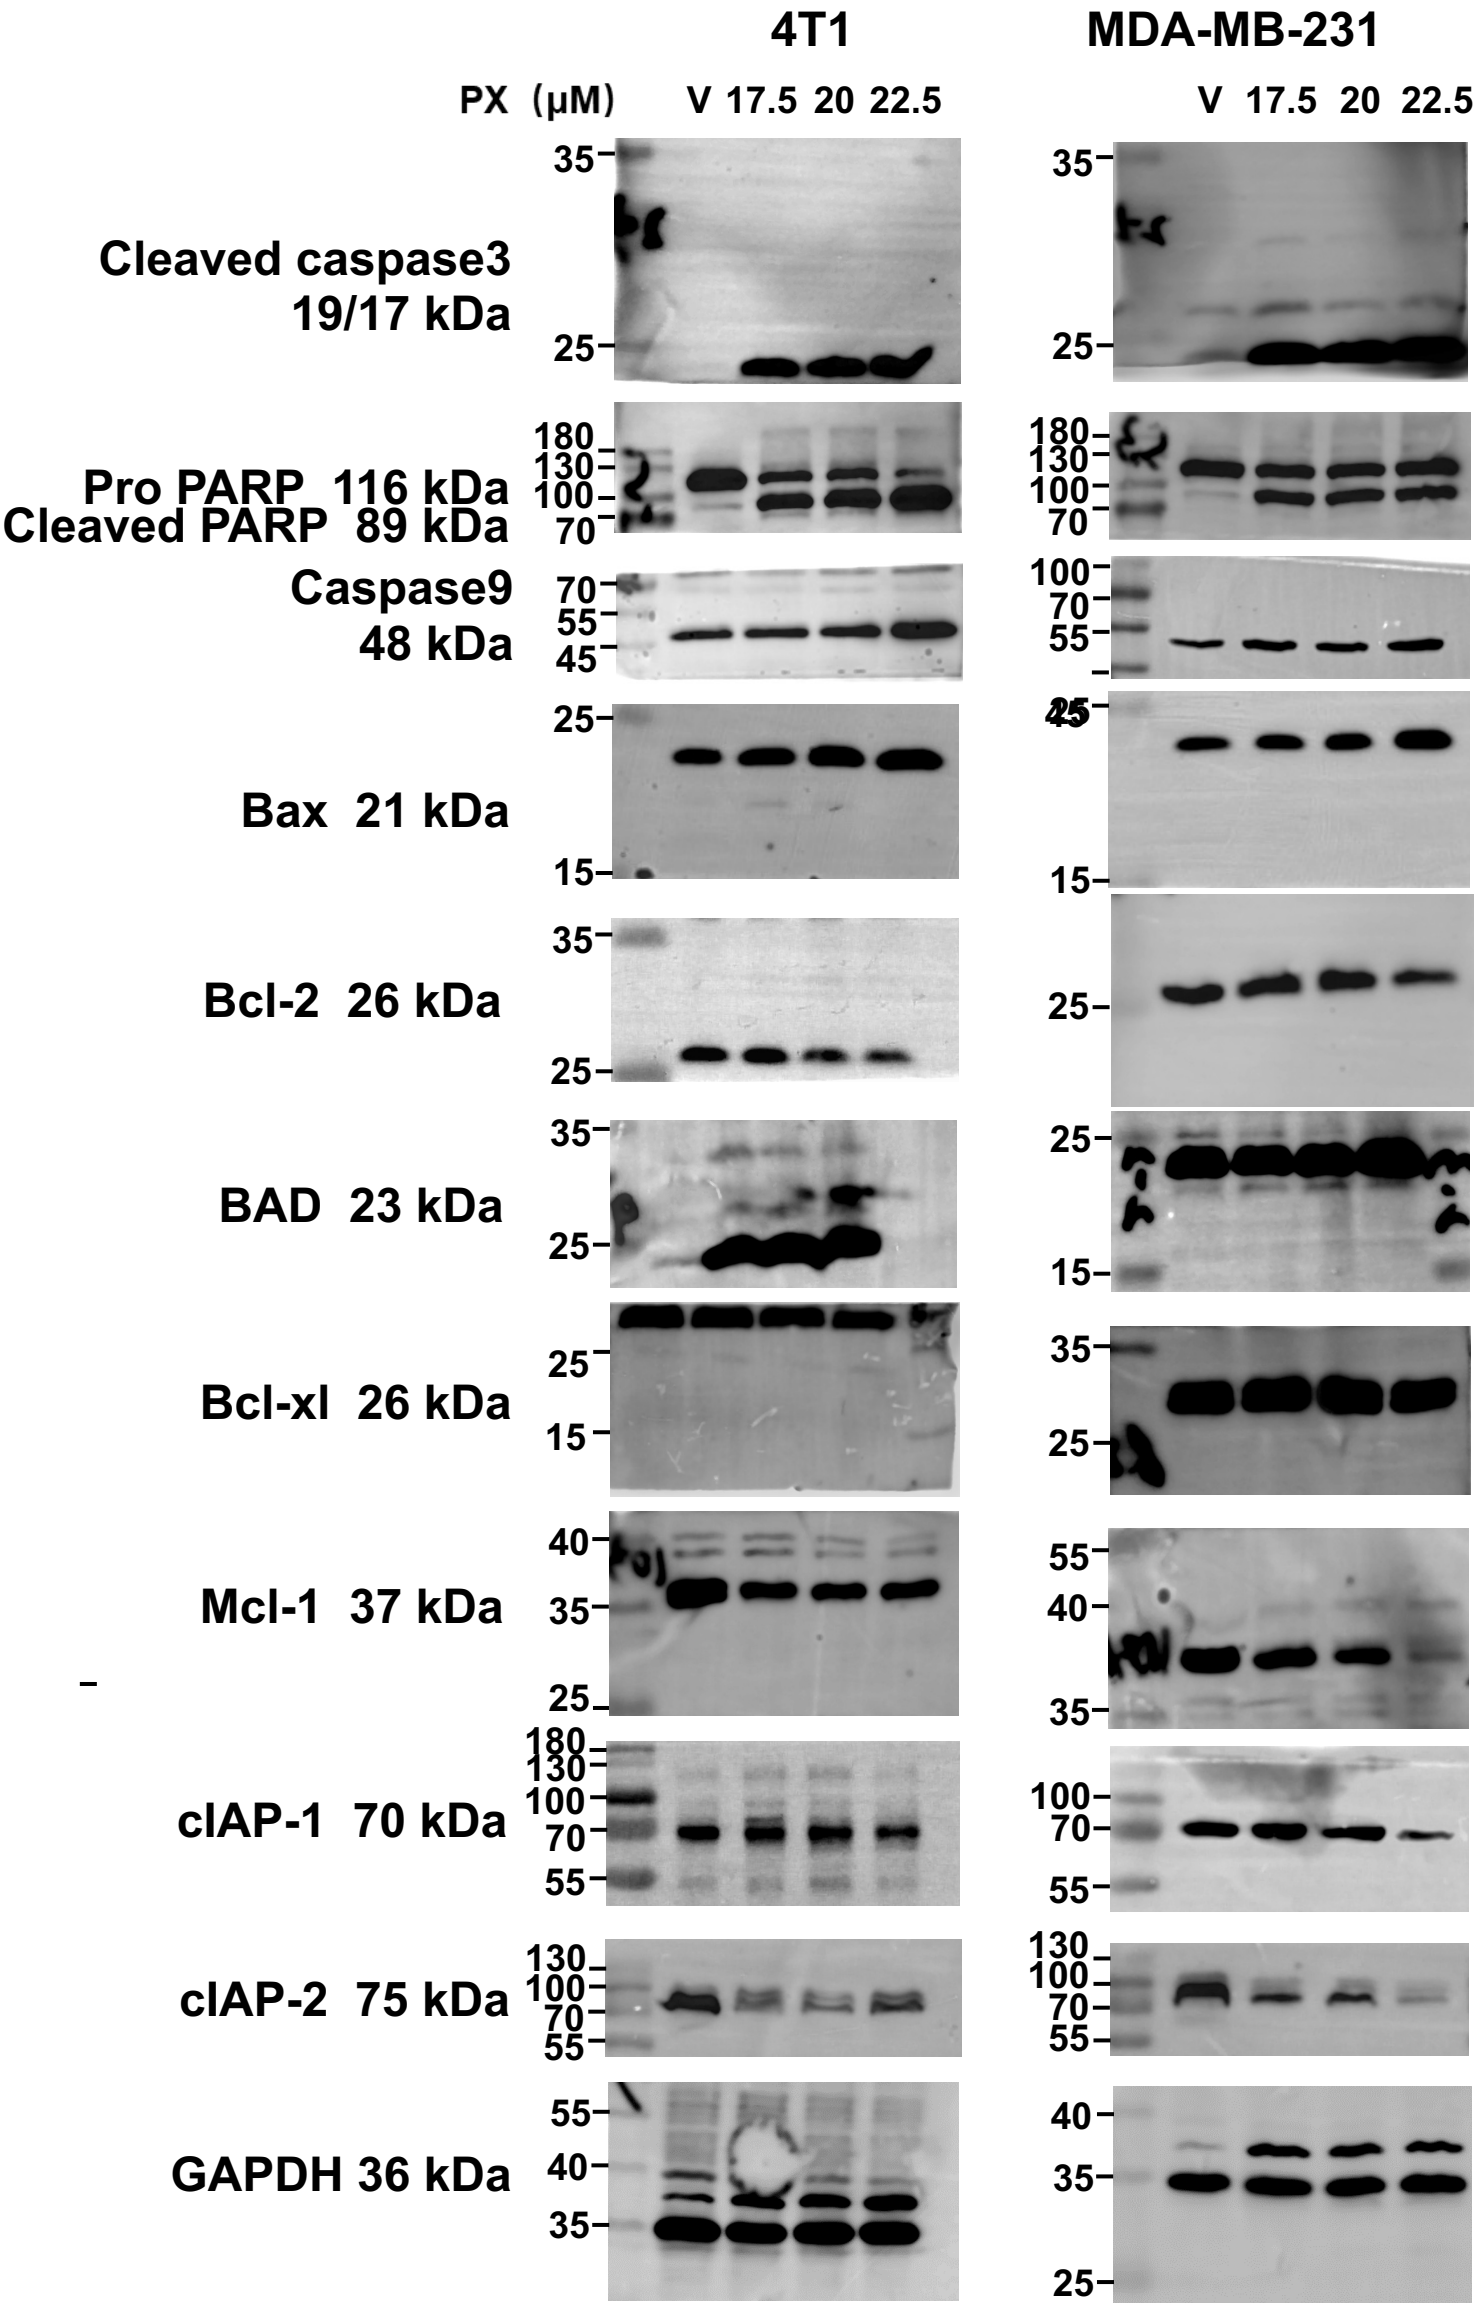 4T1 MDA-MB-231
PX (μM) V 17.5 20 22.5 V 17.5 20 22.5
35 35
Cleaved caspase3
19/17 kDa
25 25
180 180
130 130
Pro PARP 116 kDa 100 100
Cleaved PARP 89 kDa 70 70
Caspase9 70 100
55 70
48 kDa 45 55
25 25
45
Bax 21 kDa
15 15
35
Bcl-2 26 kDa 25
25
35 25
BAD 23 kDa
25 15
25 35
Bcl-xl 26 kDa
15 25
40 55
Mcl-1 37 kDa 35 40
25 35
180
130
100 100
cIAP-1 70 kDa 70 70
55 55
130 130
cIAP-2 75 kDa 100 100
70 70
55 55
55 40
GAPDH 36 kDa 40 35
35
25